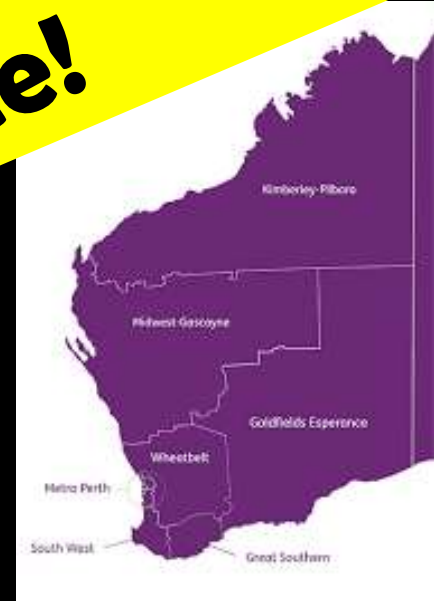 e!
Kimberley-Pilbara
Midwest-Gascoyne
Goldfields Esperance
Wheatbelt
Metro Perth
South West
Great Southern